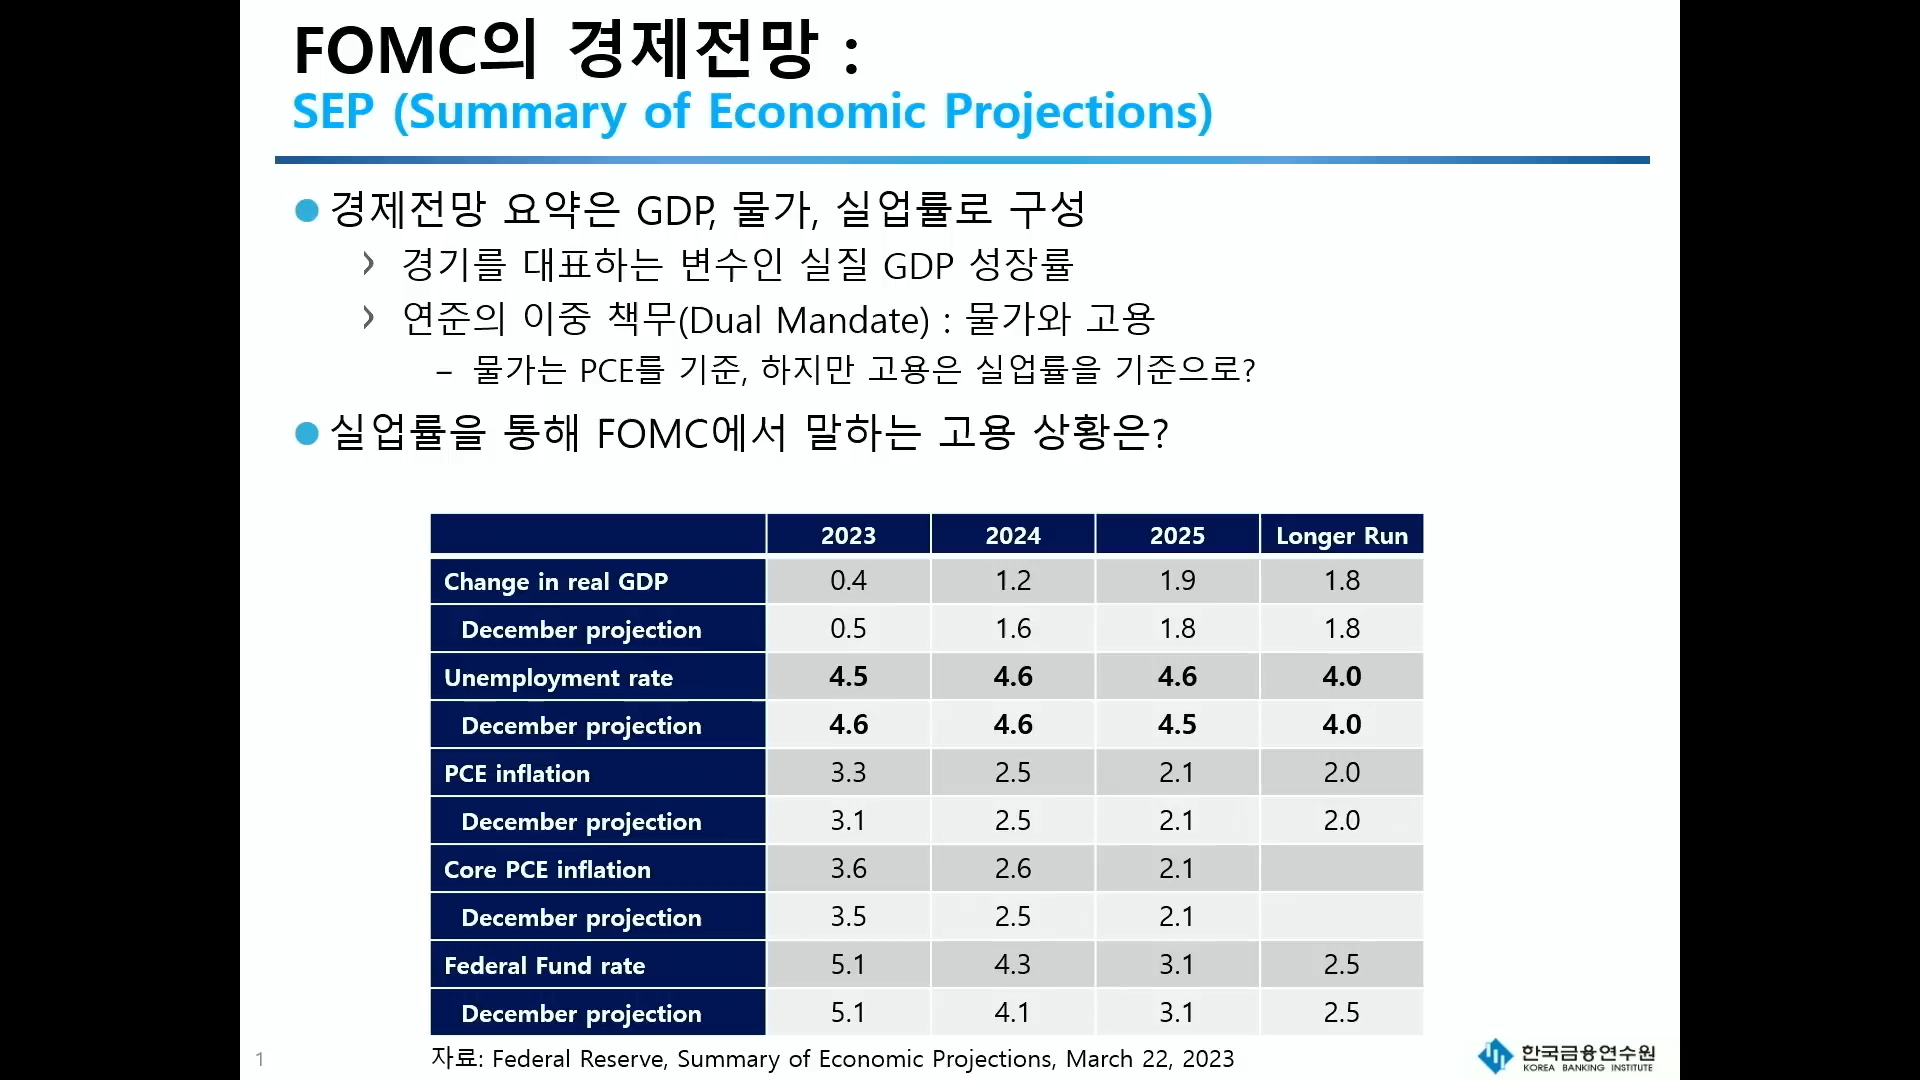 FOMC의 경제전망 :
SEP (Summary of Economic Projections)
경제전망 요약은 GDP, 물가, 실업률로 구성
경기를 대표하는 변수인 실질 GDP 성장률
연준의 이중 책무(Dual Mandate) : 물가와 고용
– 물가는 PCE를 기준, 하지만 고용은 실업률을 기준으로?
실업률을 통해 FOMC에서 말하는 고용 상황은?
2023 2024 2025 Longer Run
Change in real GDP 0.4 1.2 1.9 1.8
December projection 0.5 1.6 1.8 1.8
Unemployment rate 4.5 4.6 4.6 4.0
December projection 4.6 4.6 4.5 4.0
PCE inflation 3.3 2.5 2.1 2.0
December projection 3.1 2.5 2.1 2.0
Core PCE inflation 3.6 2.6 2.1
December projection 3.5 2.5 2.1
Federal Fund rate 5.1 4.3 3.1 2.5
December projection 5.1 4.1 3.1 2.5
자료: Federal Reserve, Summary of Economic Projections, March 22, 2023
1
한국금융연수원
KOREA BANKING INSTITUTE